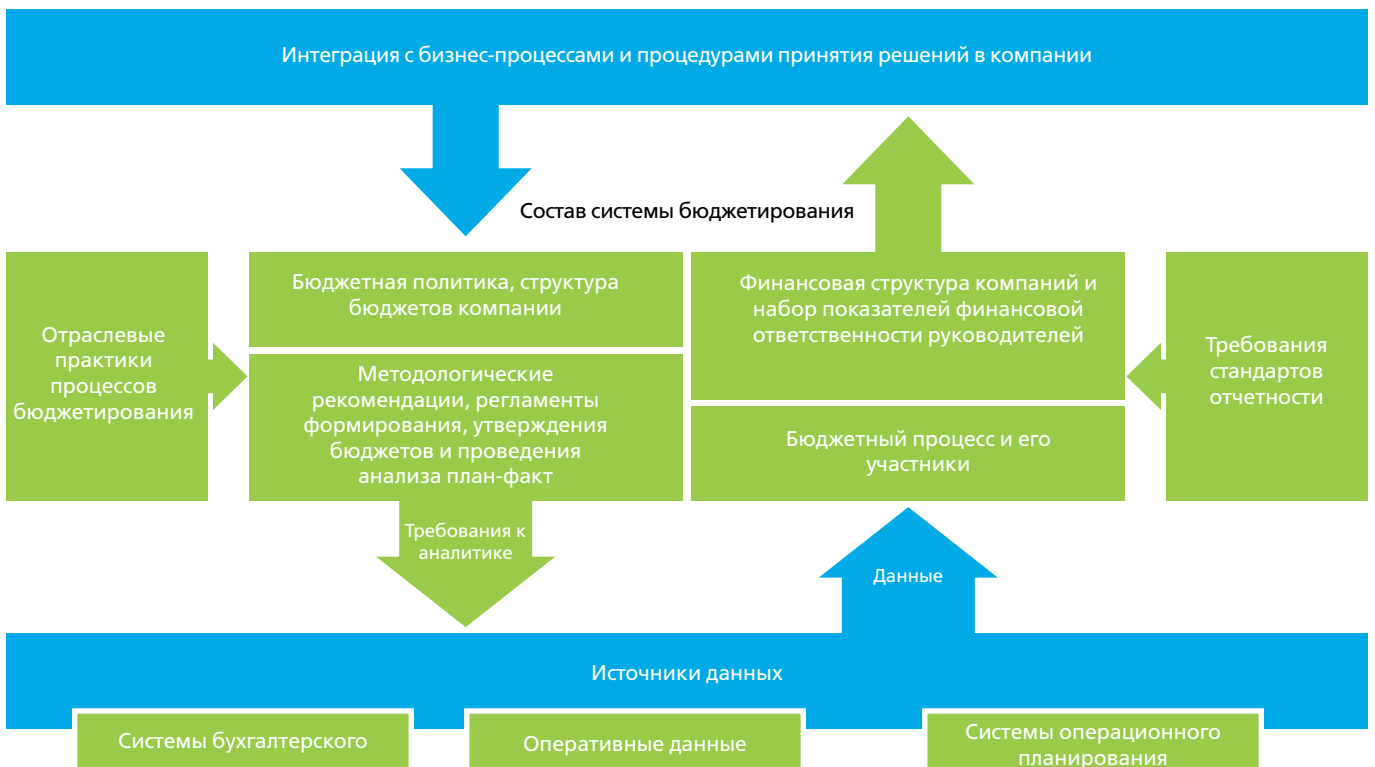 Интеграция с бизнес-процессами и процедурами принятия решений в компании
Состав системы бюджетирования
Отраслевые
практики
процессов
бюджетирования
Бюджетная политика, структура
бюджетов компании
Методологические
рекомендации, регламенты
формирования, утверждения
бюджетов и проведения
анализа план-факт
Финансовая структура компаний и
набор показателей финансовой
ответственности руководителей
Бюджетный процесс и его
участники
Требования
стандартов
отчетности
Требования к
аналитике
Данные
Источники данных
Системы бухгалтерского
Оперативные данные
Системы операционного
планирования